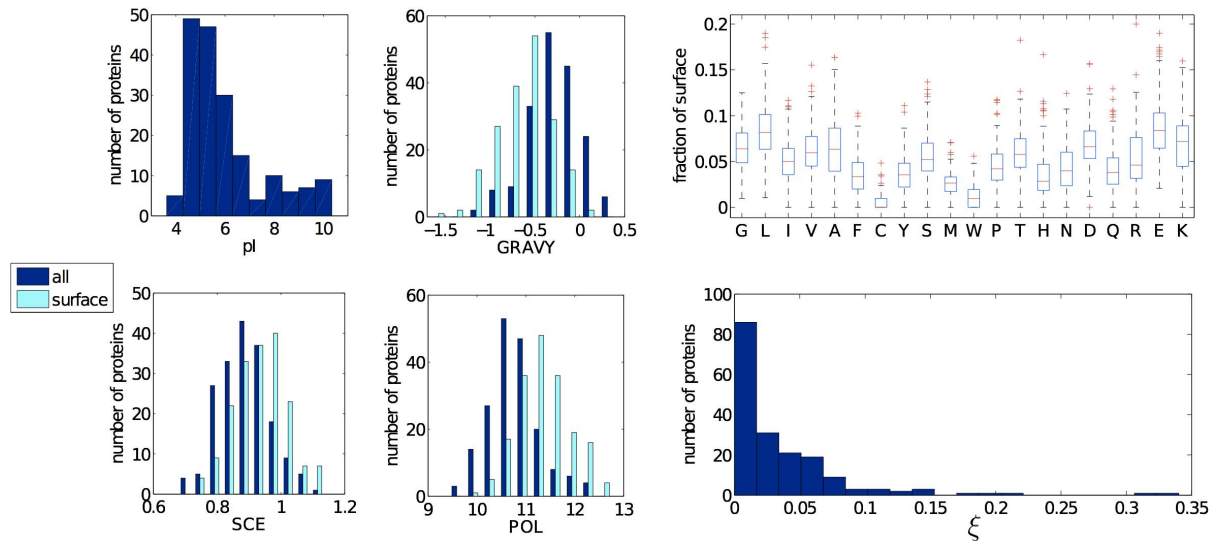 50
40
30
20
10
0
number of proteins
4 6 8 10
pI
60
40
20
0
number of proteins
−1.5 −1 −0.5 0 0.5
GRAVY
0.2
0.15
0.1
0.05
0
fraction of surface
G L I V A F C Y S M W P T H N D Q R E K
all
surface
50
40
30
20
10
0
number of proteins
0.6 0.8 1 1.2
SCE
60
40
20
0
number of proteins
9 10 11 12 13
POL
100
80
60
40
20
0
number of proteins
0 0.05 0.1 0.15 0.2 0.25 0.3 0.35
ξ